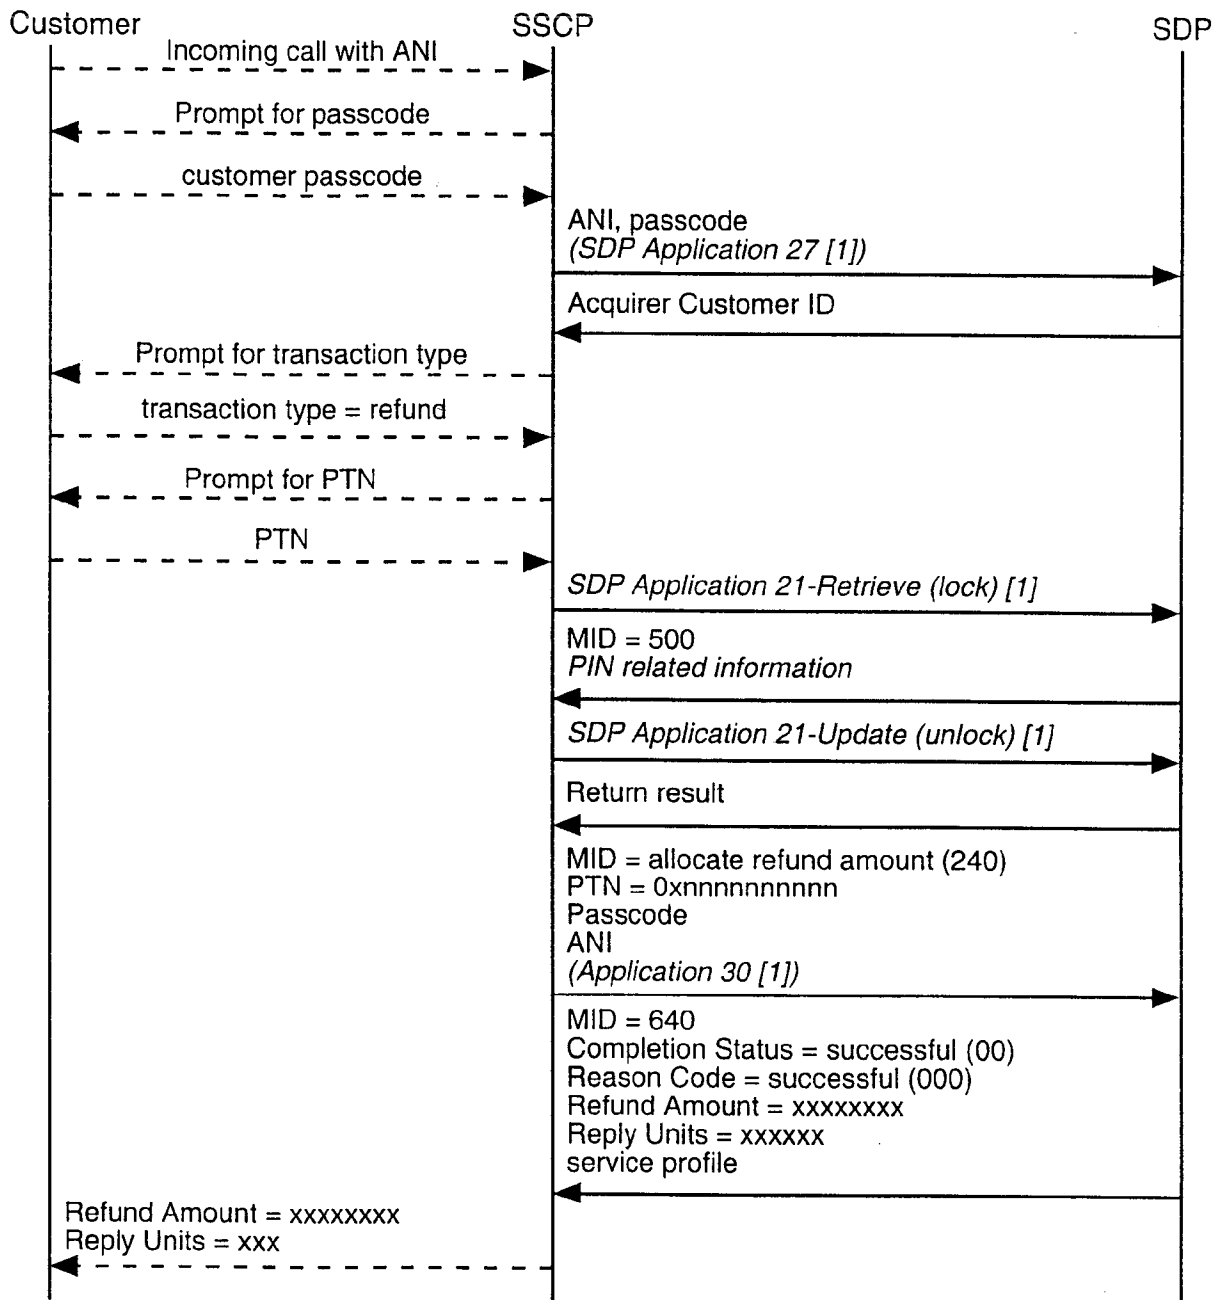 Customer
SSCP
SDP
Incoming call with ANI
Prompt for passcode
customer passcode
ANI, passcode
(SDP Application 27 [1])
Acquirer Customer ID
Prompt for transaction type
transaction type = refund
Prompt for PTN
PTN
SDP Application 21-Retrieve (lock) [1]
MID = 500
PIN related information
SDP Application 21-Update (unlock) [1]
Return result
MID = allocate refund amount (240)
PTN = 0xnnnnnnnnnn
Passcode
ANI
(Application 30 [1])
MID = 640
Completion Status = successful (00)
Reason Code = successful (000)
Refund Amount = xxxxxxxx
Reply Units = xxxxxx
service profile
Refund Amount = xxxxxxxx
Reply Units = xxx